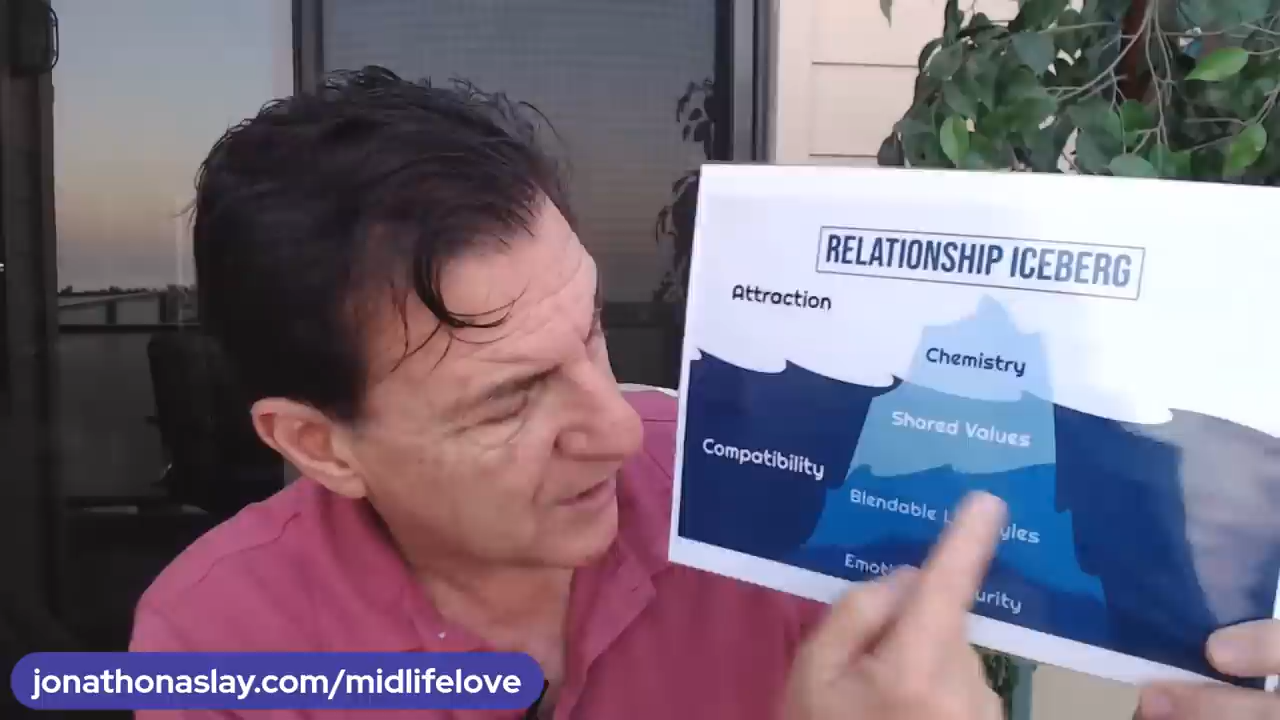 RELATIONSHIP ICEBERG
Attraction
Chemistry
Shared Values
Compatibility
Blendable
jonathonaslay.com/midlifelove